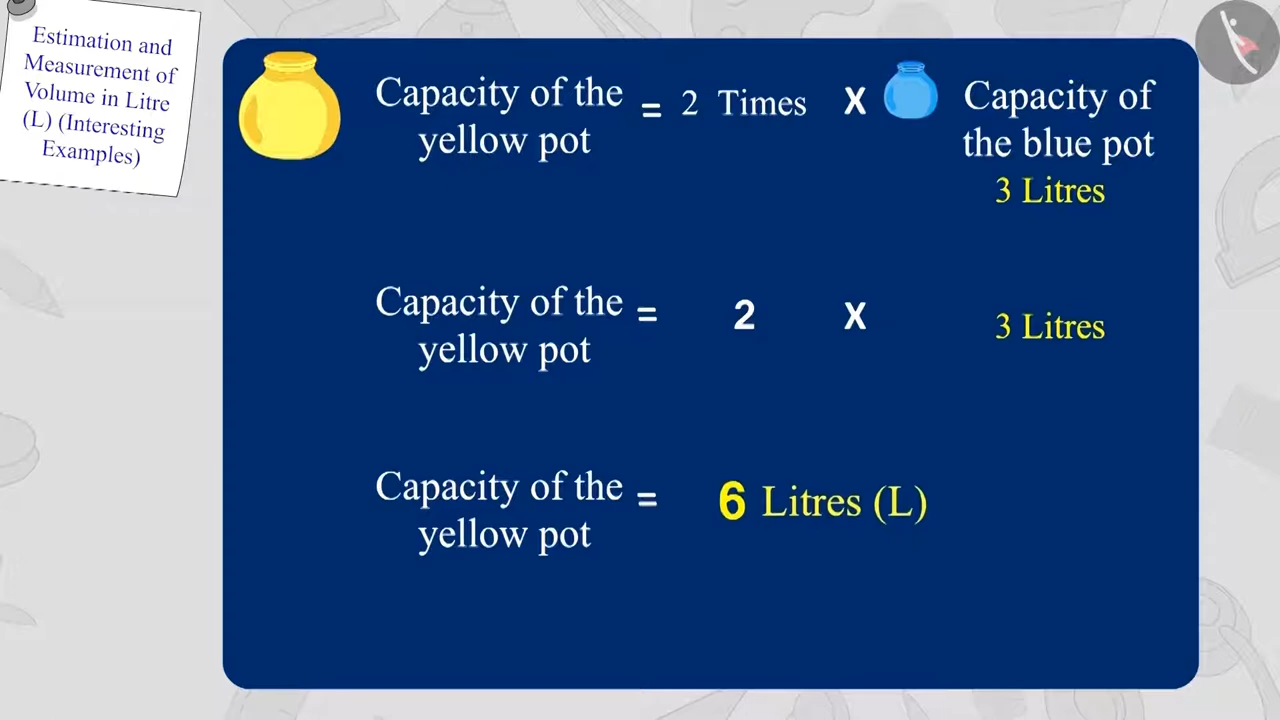 Estimation and
Measurement of
Volume in Litre
(L) (Interesting
Examples)
Capacity of the
yellow pot
= 2 Times X
Capacity of
the blue pot
3 Litres
Capacity of the
yellow pot
= 2 X 3 Litres
Capacity of the
yellow pot
= 6 Litres (L)